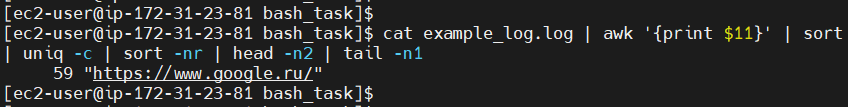 [ec2-user@ip-172-31-23-81 bash_task]$
[ec2-user@ip-172-31-23-81 bash_task]$ cat example_log.log | awk '{print $11}' | sort
| uniq -c | sort -nr | head -n2 | tail -n1
     59 "https://www.google.ru/"
[ec2-user@ip-172-31-23-81 bash_task]$